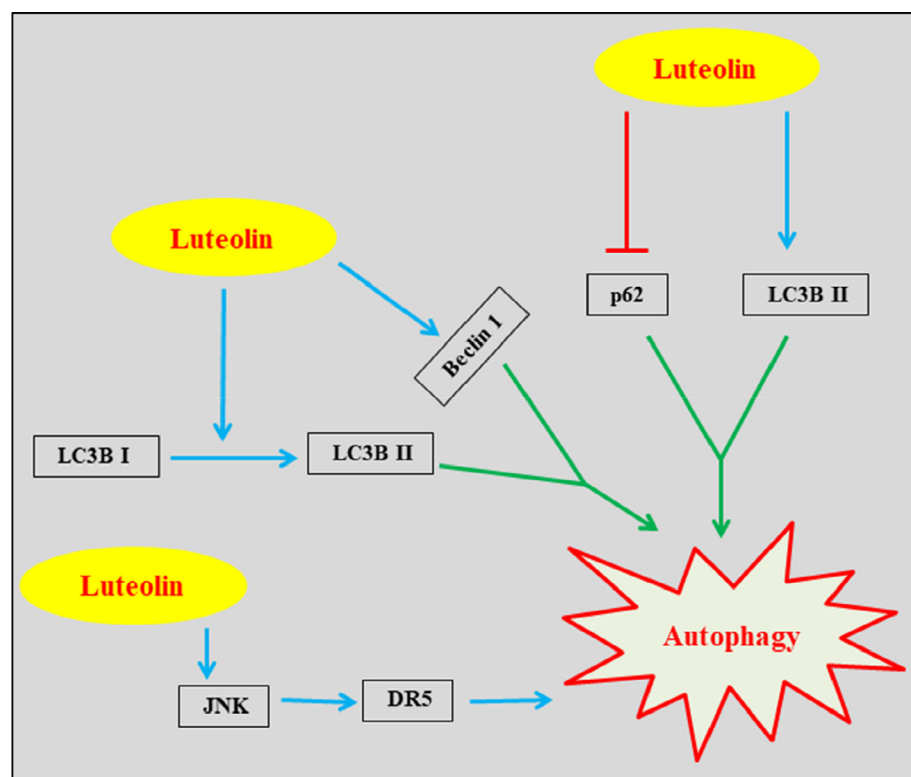 Luteolin
Luteolin
p62
LC3B II
Beclin 1
LC3B I
LC3B II
Luteolin
Autophagy
JNK
DR5